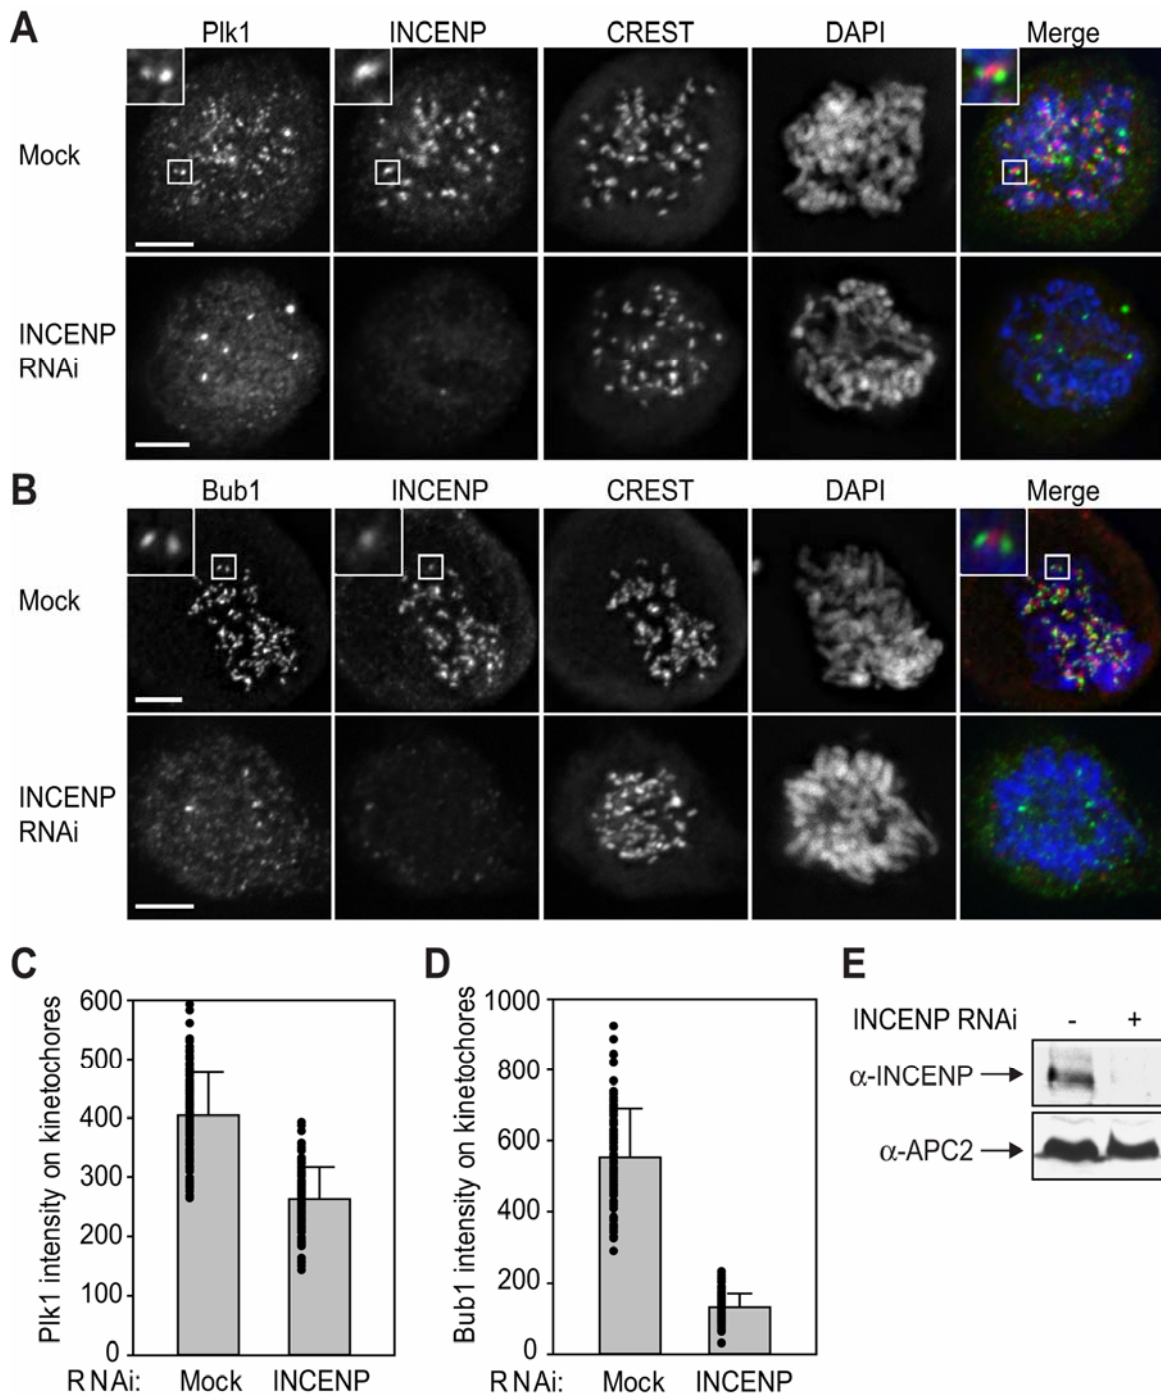 A
Plk1 INCENP CREST DAPI Merge
Mock
INCENP
RNAi
B
Bub1 INCENP CREST DAPI Merge
Mock
INCENP
RNAi
C
Plk1 intensity on kinetochores
600
500
400
300
200
100
0
RNAi: Mock INCENP
D
Bub1 intensity on kinetochores
1000
800
600
400
200
0
RNAi: Mock INCENP
E
INCENP RNAi - +
α-INCENP
α-APC2